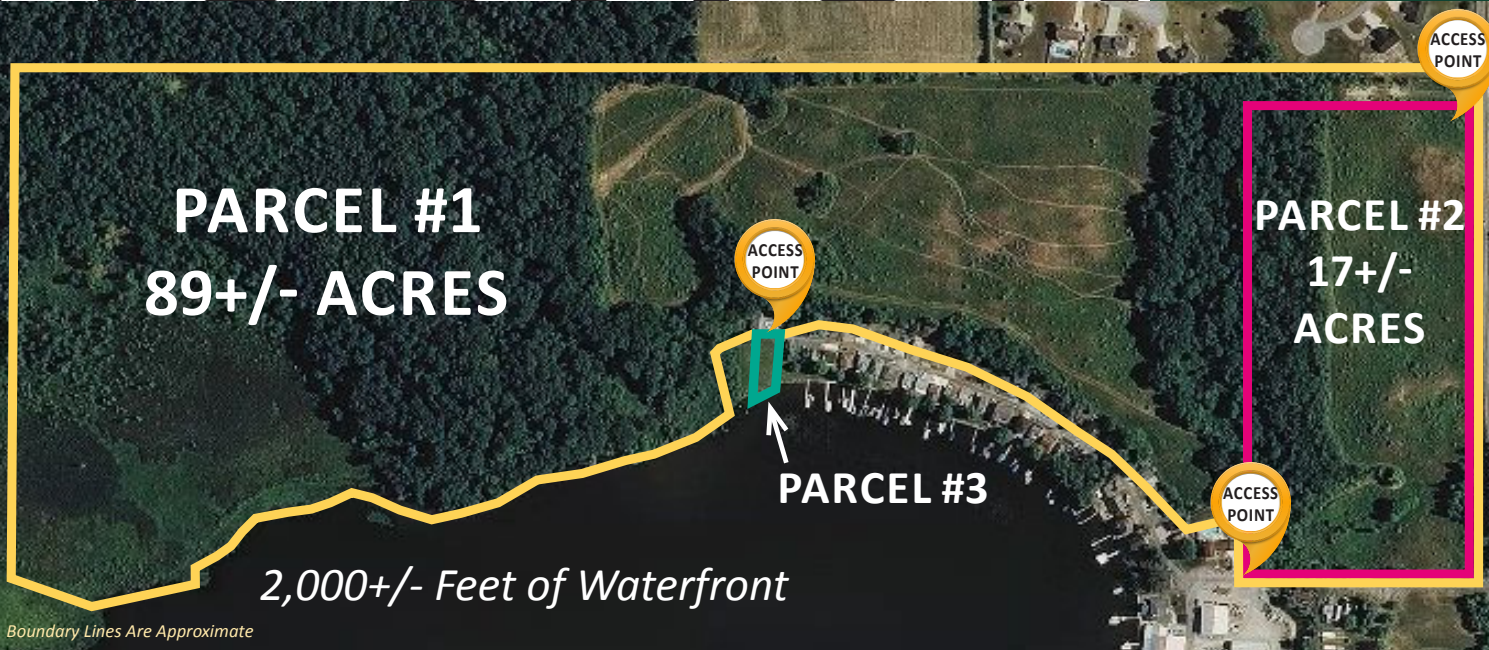 ACCESS
POINT
PARCEL #1
89+/- ACRES
PARCEL #2
17+/-
ACRES
ACCESS
POINT
PARCEL #3
ACCESS
POINT
2,000+/- Feet of Waterfront
Boundary Lines Are Approximate